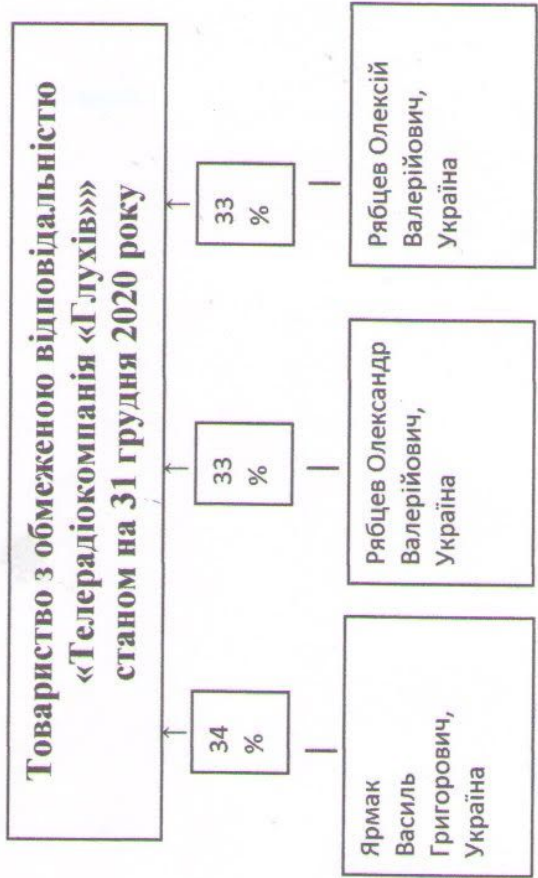 Товариство з обмеженою відповідальністю
«Телерадіокомпанія «Глухів»»
станом на 31 грудня 2020 року
34
%
33
%
33
%
Ярмак
Василь
Григорович,
Україна
Рябцев Олександр
Валерійович,
Україна
Рябцев Олексій
Валерійович,
Україна